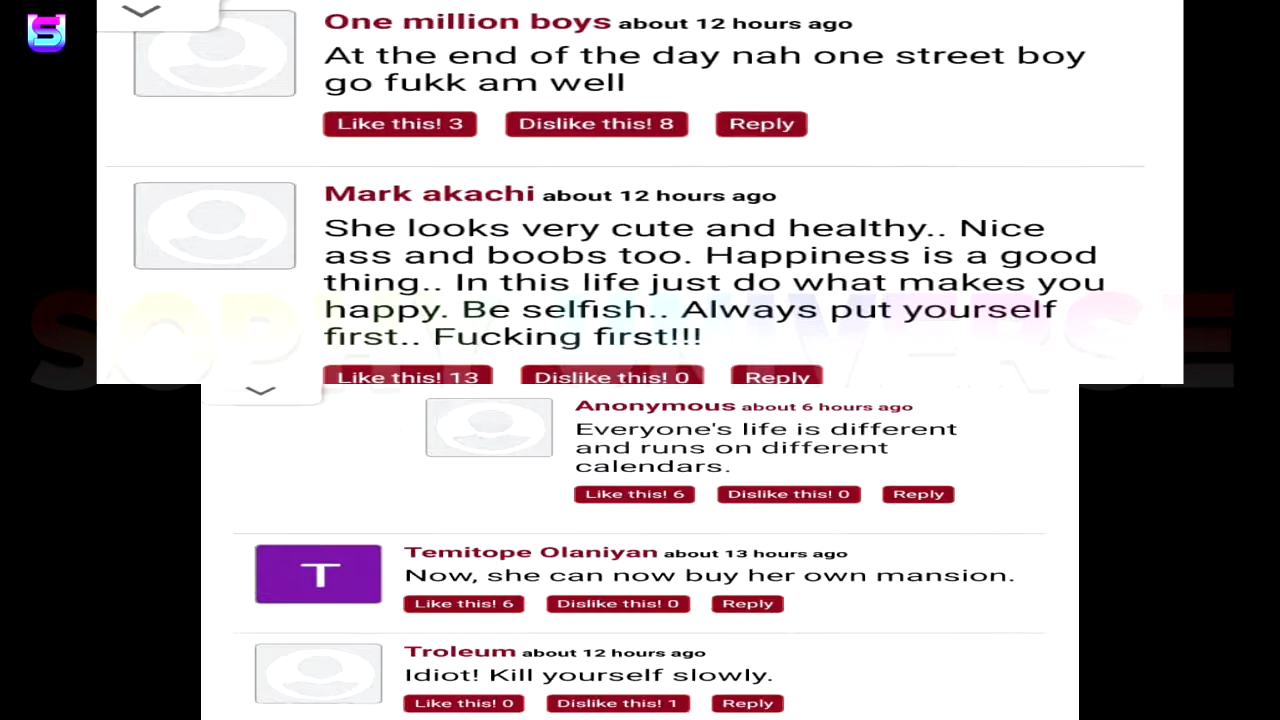 S
One million boys about 12 hours ago
At the end of the day nah one street boy
go fukk am well
Like this! 3 Dislike this! 8 Reply
Mark akachi about 12 hours ago
She looks very cute and healthy.. Nice
ass and boobs too. Happiness is a good
thing.. In this life just do what makes you
happy. Be selfish.. Always put yourself
first.. Fucking first!!!
Like this! 13 Dislike this! 0 Reply
Anonymous about 6 hours ago
Everyone's life is different
and runs on different
calendars.
Like this! 6 Dislike this! 0 Reply
T
Temitope Olaniyan about 13 hours ago
Now, she can now buy her own mansion.
Like this! 6 Dislike this! 0 Reply
Troleum about 12 hours ago
Idiot! Kill yourself slowly.
Like this! 0 Dislike this! 1 Reply